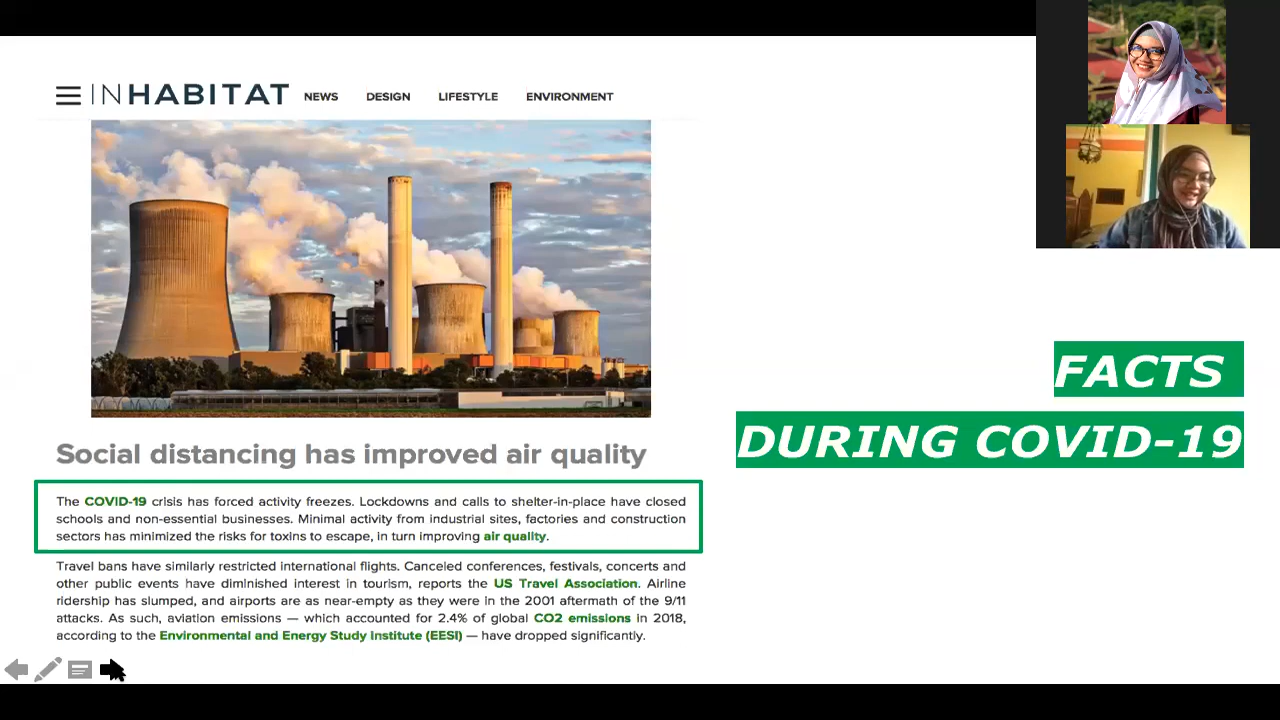 INHABITAT NEWS DESIGN LIFESTYLE ENVIRONMENT
Social distancing has improved air quality
The COVID-19 crisis has forced activity freezes. Lockdowns and calls to shelter-in-place have closed
schools and non-essential businesses. Minimal activity from industrial sites, factories and construction
sectors has minimized the risks for toxins to escape, in turn improving air quality.
Travel bans have similarly restricted international flights. Canceled conferences, festivals, concerts and
other public events have diminished interest in tourism, reports the US Travel Association. Airline
ridership has slumped, and airports are as near-empty as they were in the 2001 aftermath of the 9/11
attacks. As such, aviation emissions — which accounted for 2.4% of global CO2 emissions in 2018,
according to the Environmental and Energy Study Institute (EESI) — have dropped significantly.
FACTS
DURING COVID-19